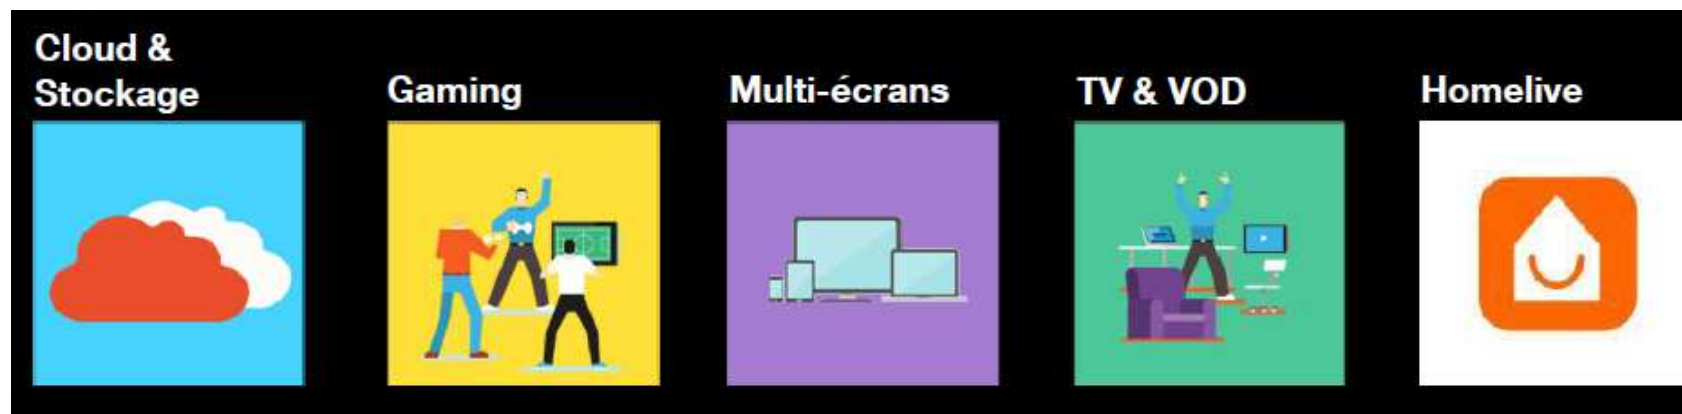 Cloud &
Stockage
Gaming
Multi-écrans
TV & VOD
Homelive